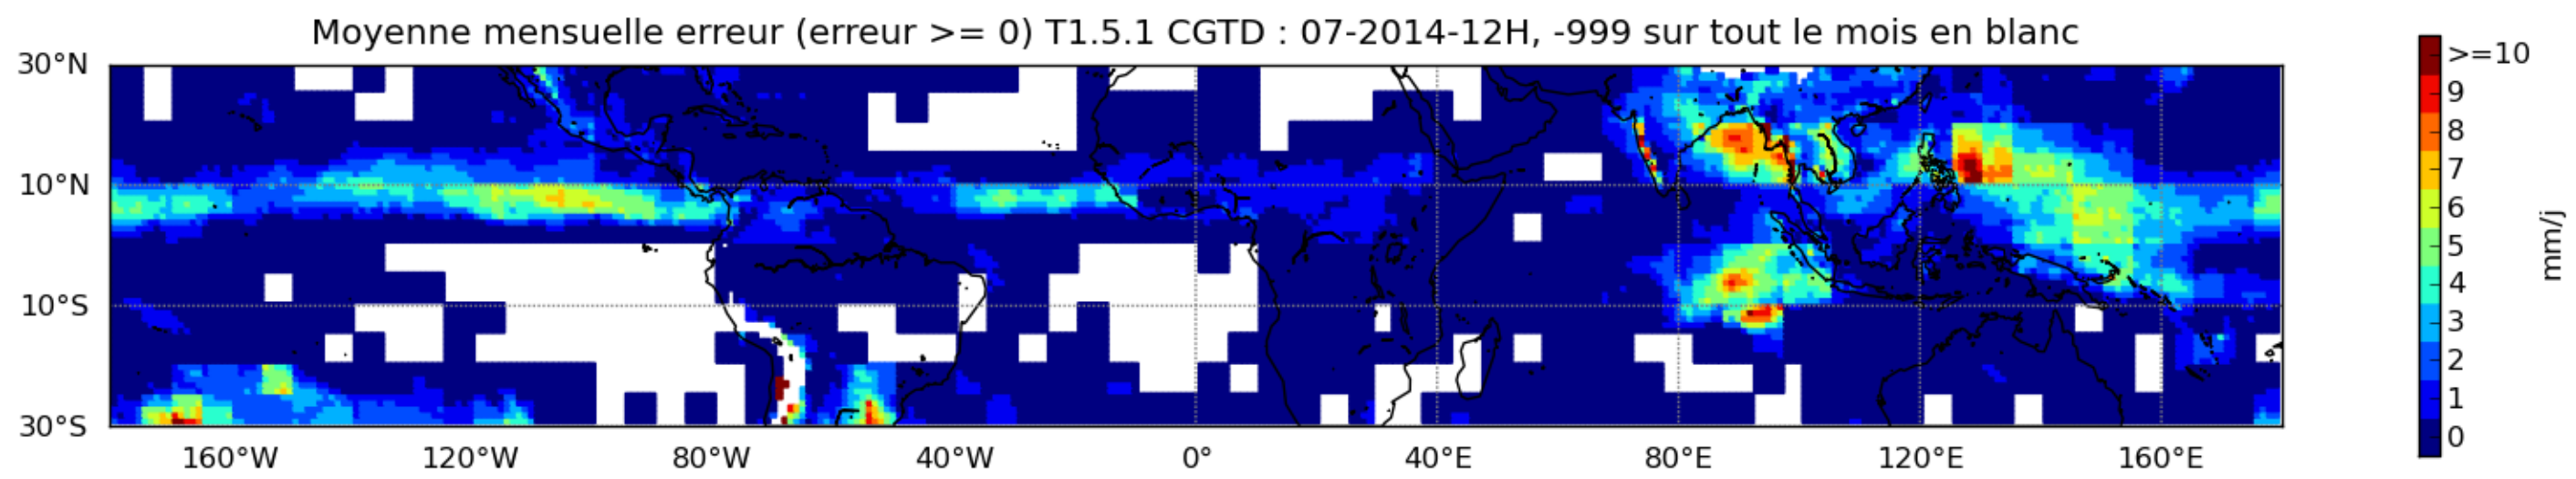 Moyenne mensuelle erreur (erreur >= 0) T1.5.1 CGTD : 07-2014-12H, -999 sur tout le mois en blanc
30°N
10°N
10°S
30°S
160°W 120°W 80°W 40°W 0° 40°E 80°E 120°E 160°E
>=10
9
8
7
6
5
4
3
2
1
0
mm/j